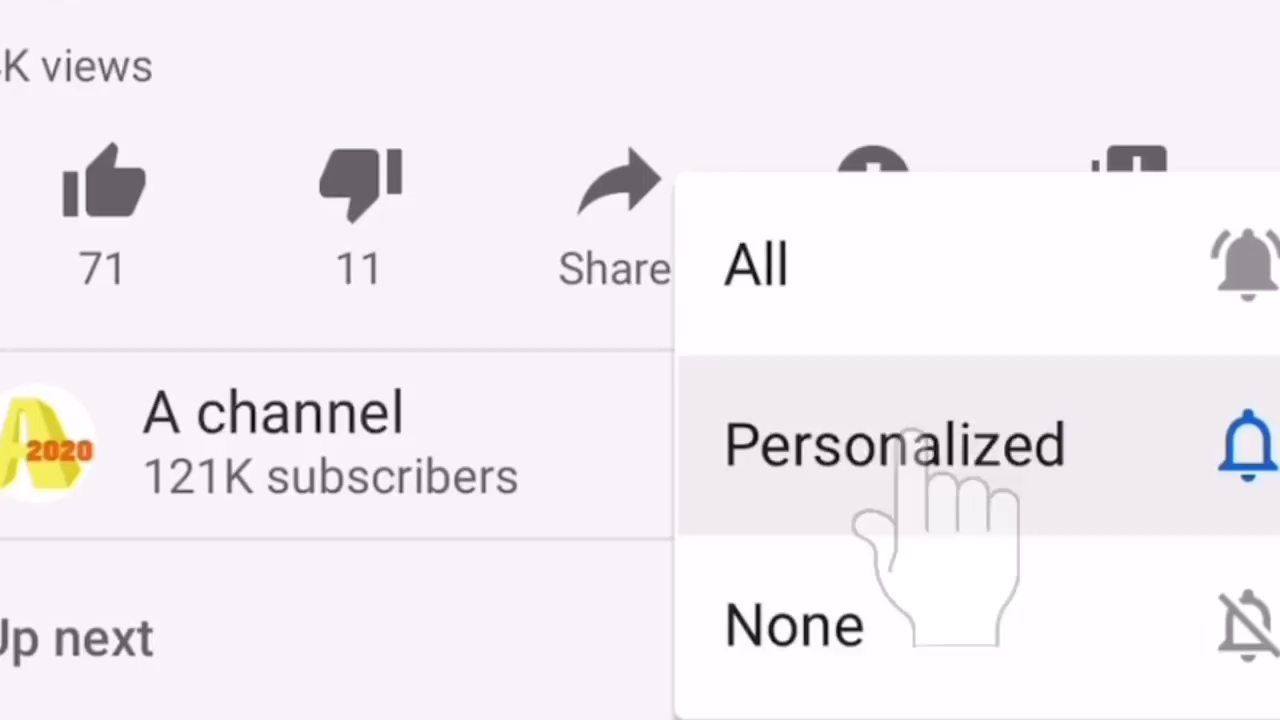 K views
71
11
Share
All
A channel
2020
121K subscribers
Personalized
Up next
None